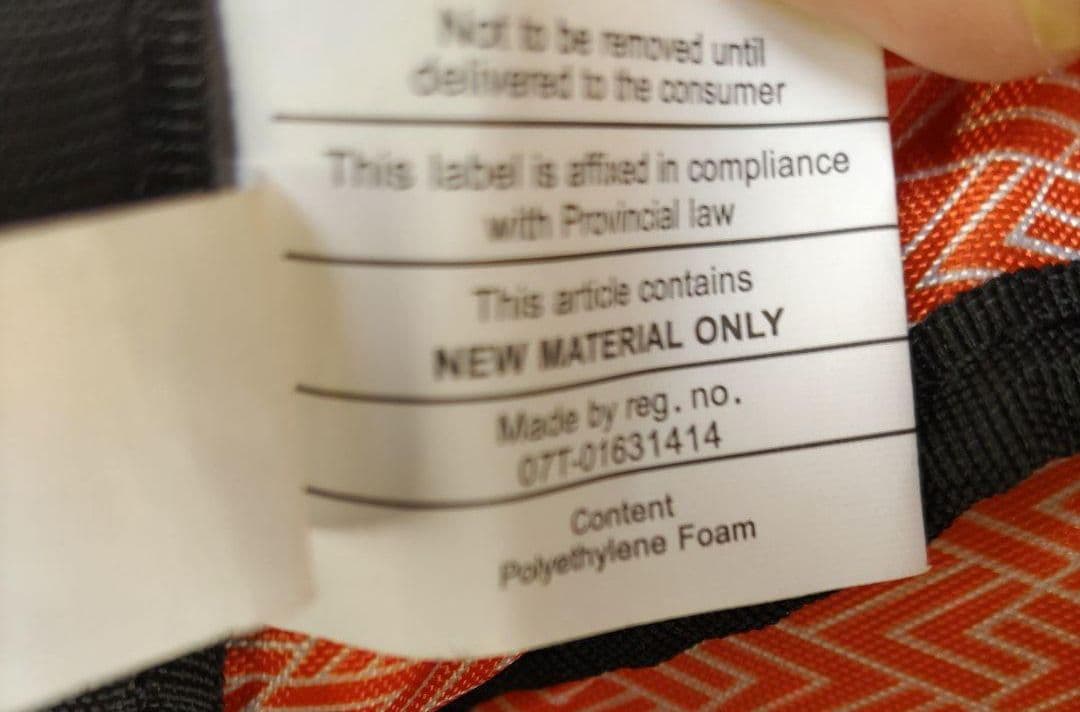 Not to be removed until
delivered to the consumer
This label is affixed in compliance
with Provincial law
This article contains
NEW MATERIAL ONLY
Made by reg. no.
07T-01631414
Content
Polyethylene Foam